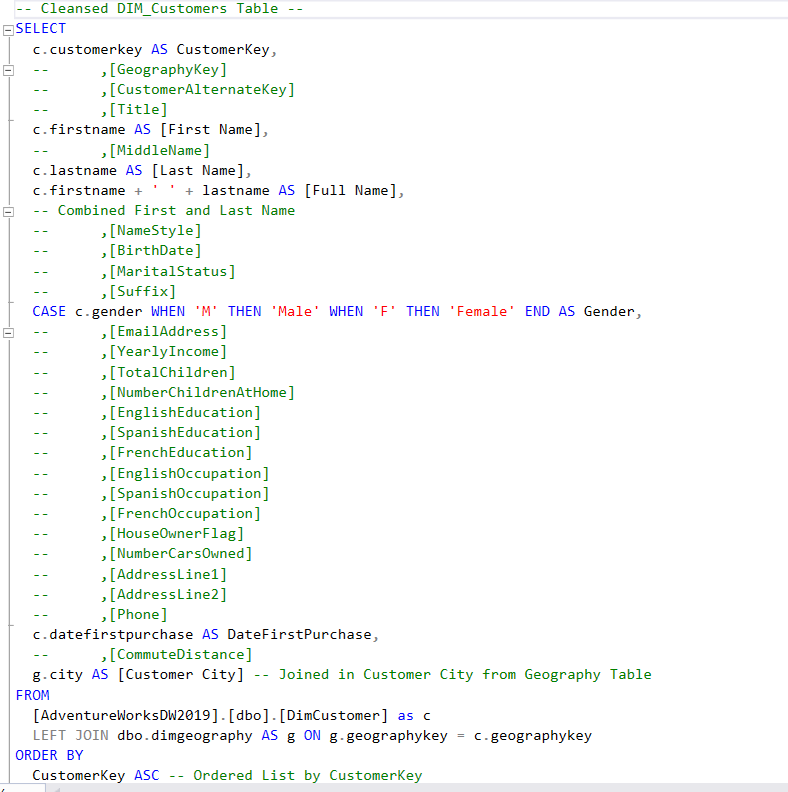 -- Cleansed DIM_Customers Table --
SELECT
c.customerkey AS CustomerKey,
-- ,[GeographyKey]
-- ,[CustomerAlternateKey]
-- ,[Title]
c.firstname AS [First Name],
-- ,[MiddleName]
c.lastname AS [Last Name],
c.firstname + ' ' + lastname AS [Full Name],
-- Combined First and Last Name
-- ,[NameStyle]
-- ,[BirthDate]
-- ,[MaritalStatus]
-- ,[Suffix]
CASE c.gender WHEN 'M' THEN 'Male' WHEN 'F' THEN 'Female' END AS Gender,
-- ,[EmailAddress]
-- ,[YearlyIncome]
-- ,[TotalChildren]
-- ,[NumberChildrenAtHome]
-- ,[EnglishEducation]
-- ,[SpanishEducation]
-- ,[FrenchEducation]
-- ,[EnglishOccupation]
-- ,[SpanishOccupation]
-- ,[FrenchOccupation]
-- ,[HouseOwnerFlag]
-- ,[NumberCarsOwned]
-- ,[AddressLine1]
-- ,[AddressLine2]
-- ,[Phone]
c.datefirstpurchase AS DateFirstPurchase,
-- ,[CommuteDistance]
g.city AS [Customer City] -- Joined in Customer City from Geography Table
FROM
[AdventureWorksDW2019].[dbo].[DimCustomer] as c
LEFT JOIN dbo.dimgeography AS g ON g.geographykey = c.geographykey
ORDER BY
CustomerKey ASC -- Ordered List by CustomerKey